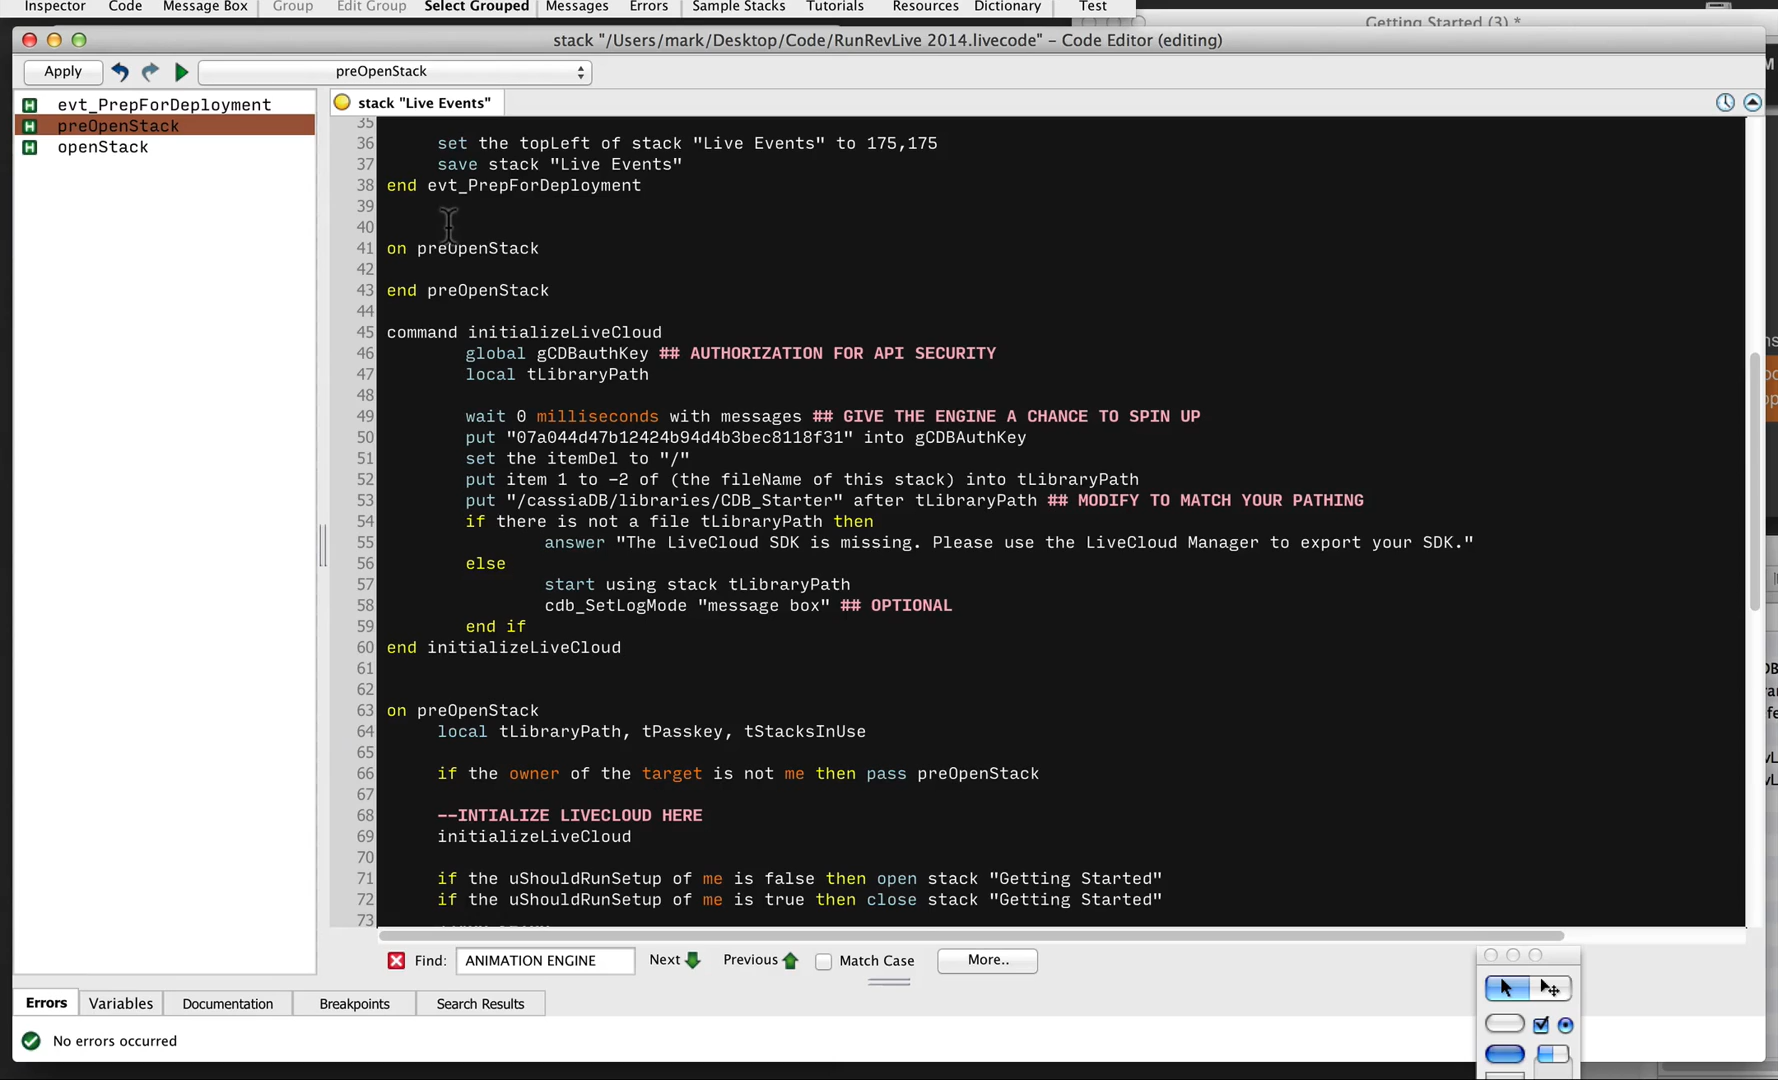 Inspector Code Message Box Group Edit Group Select Grouped Messages Errors Sample Stacks Tutorials Resources Dictionary Test
Getting Started (3) *
stack "/Users/mark/Desktop/Code/RunRevLive 2014.livecode" - Code Editor (editing)
Apply preOpenStack
evt_PrepForDeployment
preOpenStack
openStack
stack "Live Events"
35
36 set the topLeft of stack "Live Events" to 175,175
37 save stack "Live Events"
38 end evt_PrepForDeployment
39
40
41 on preOpenStack
42
43 end preOpenStack
44
45 command initializeLiveCloud
46 global gCDBauthKey ## AUTHORIZATION FOR API SECURITY
47 local tLibraryPath
48
49 wait 0 milliseconds with messages ## GIVE THE ENGINE A CHANCE TO SPIN UP
50 put "07a044d47b12424b94d4b3bec8118f31" into gCDBAuthKey
51 set the itemDel to "/"
52 put item 1 to -2 of (the fileName of this stack) into tLibraryPath
53 put "/cassiaDB/libraries/CDB_Starter" after tLibraryPath ## MODIFY TO MATCH YOUR PATHING
54 if there is not a file tLibraryPath then
55 answer "The LiveCloud SDK is missing. Please use the LiveCloud Manager to export your SDK."
56 else
57 start using stack tLibraryPath
58 cdb_SetLogMode "message box" ## OPTIONAL
59 end if
60 end initializeLiveCloud
61
62
63 on preOpenStack
64 local tLibraryPath, tPasskey, tStacksInUse
65
66 if the owner of the target is not me then pass preOpenStack
67
68 --INTIALIZE LIVECLOUD HERE
69 initializeLiveCloud
70
71 if the uShouldRunSetup of me is false then open stack "Getting Started"
72 if the uShouldRunSetup of me is true then close stack "Getting Started"
73
Find: ANIMATION ENGINE Next Previous Match Case More..
Errors Variables Documentation Breakpoints Search Results
No errors occurred